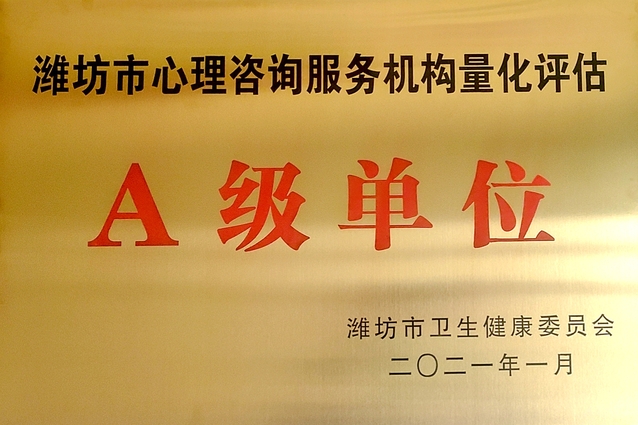 潍坊市心理咨询服务机构量化评估
A级单位
潍坊市卫生健康委员会
二〇二一年一月